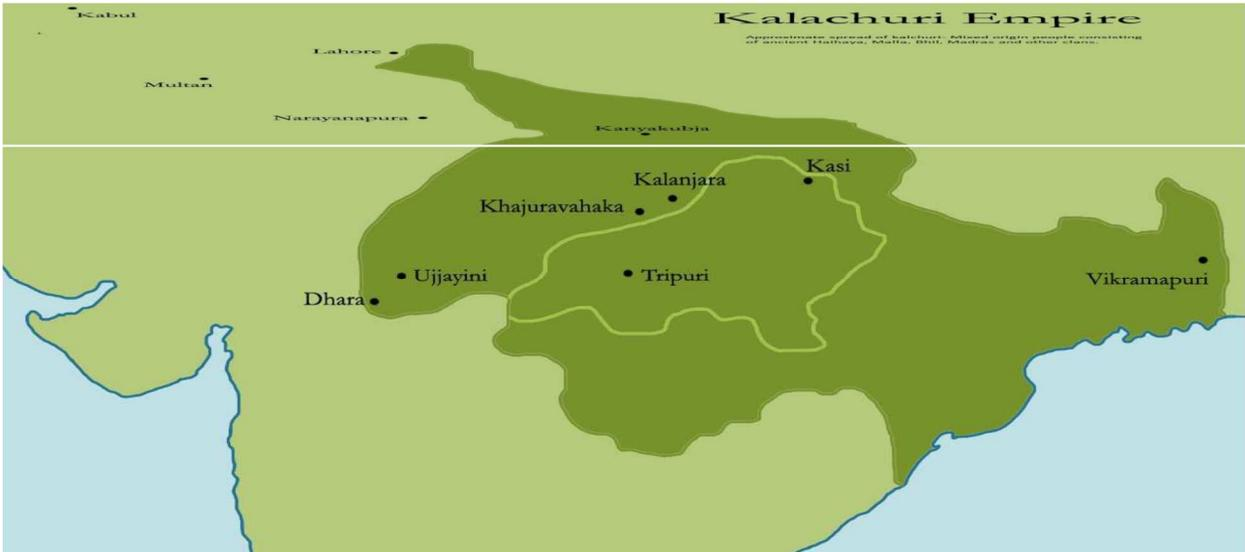 Kabul
Kalachuri Empire
Approximate spread of kalchuri- Mixed origin people consisting
of ancient Haihaya, Malla, Bhil, Madras and other clans.
Lahore
Multan
Narayanapura
Kanyakubja
Kasi
Kalanjara
Khajuravahaka
Ujjayini
Tripuri
Vikramapuri
Dhara